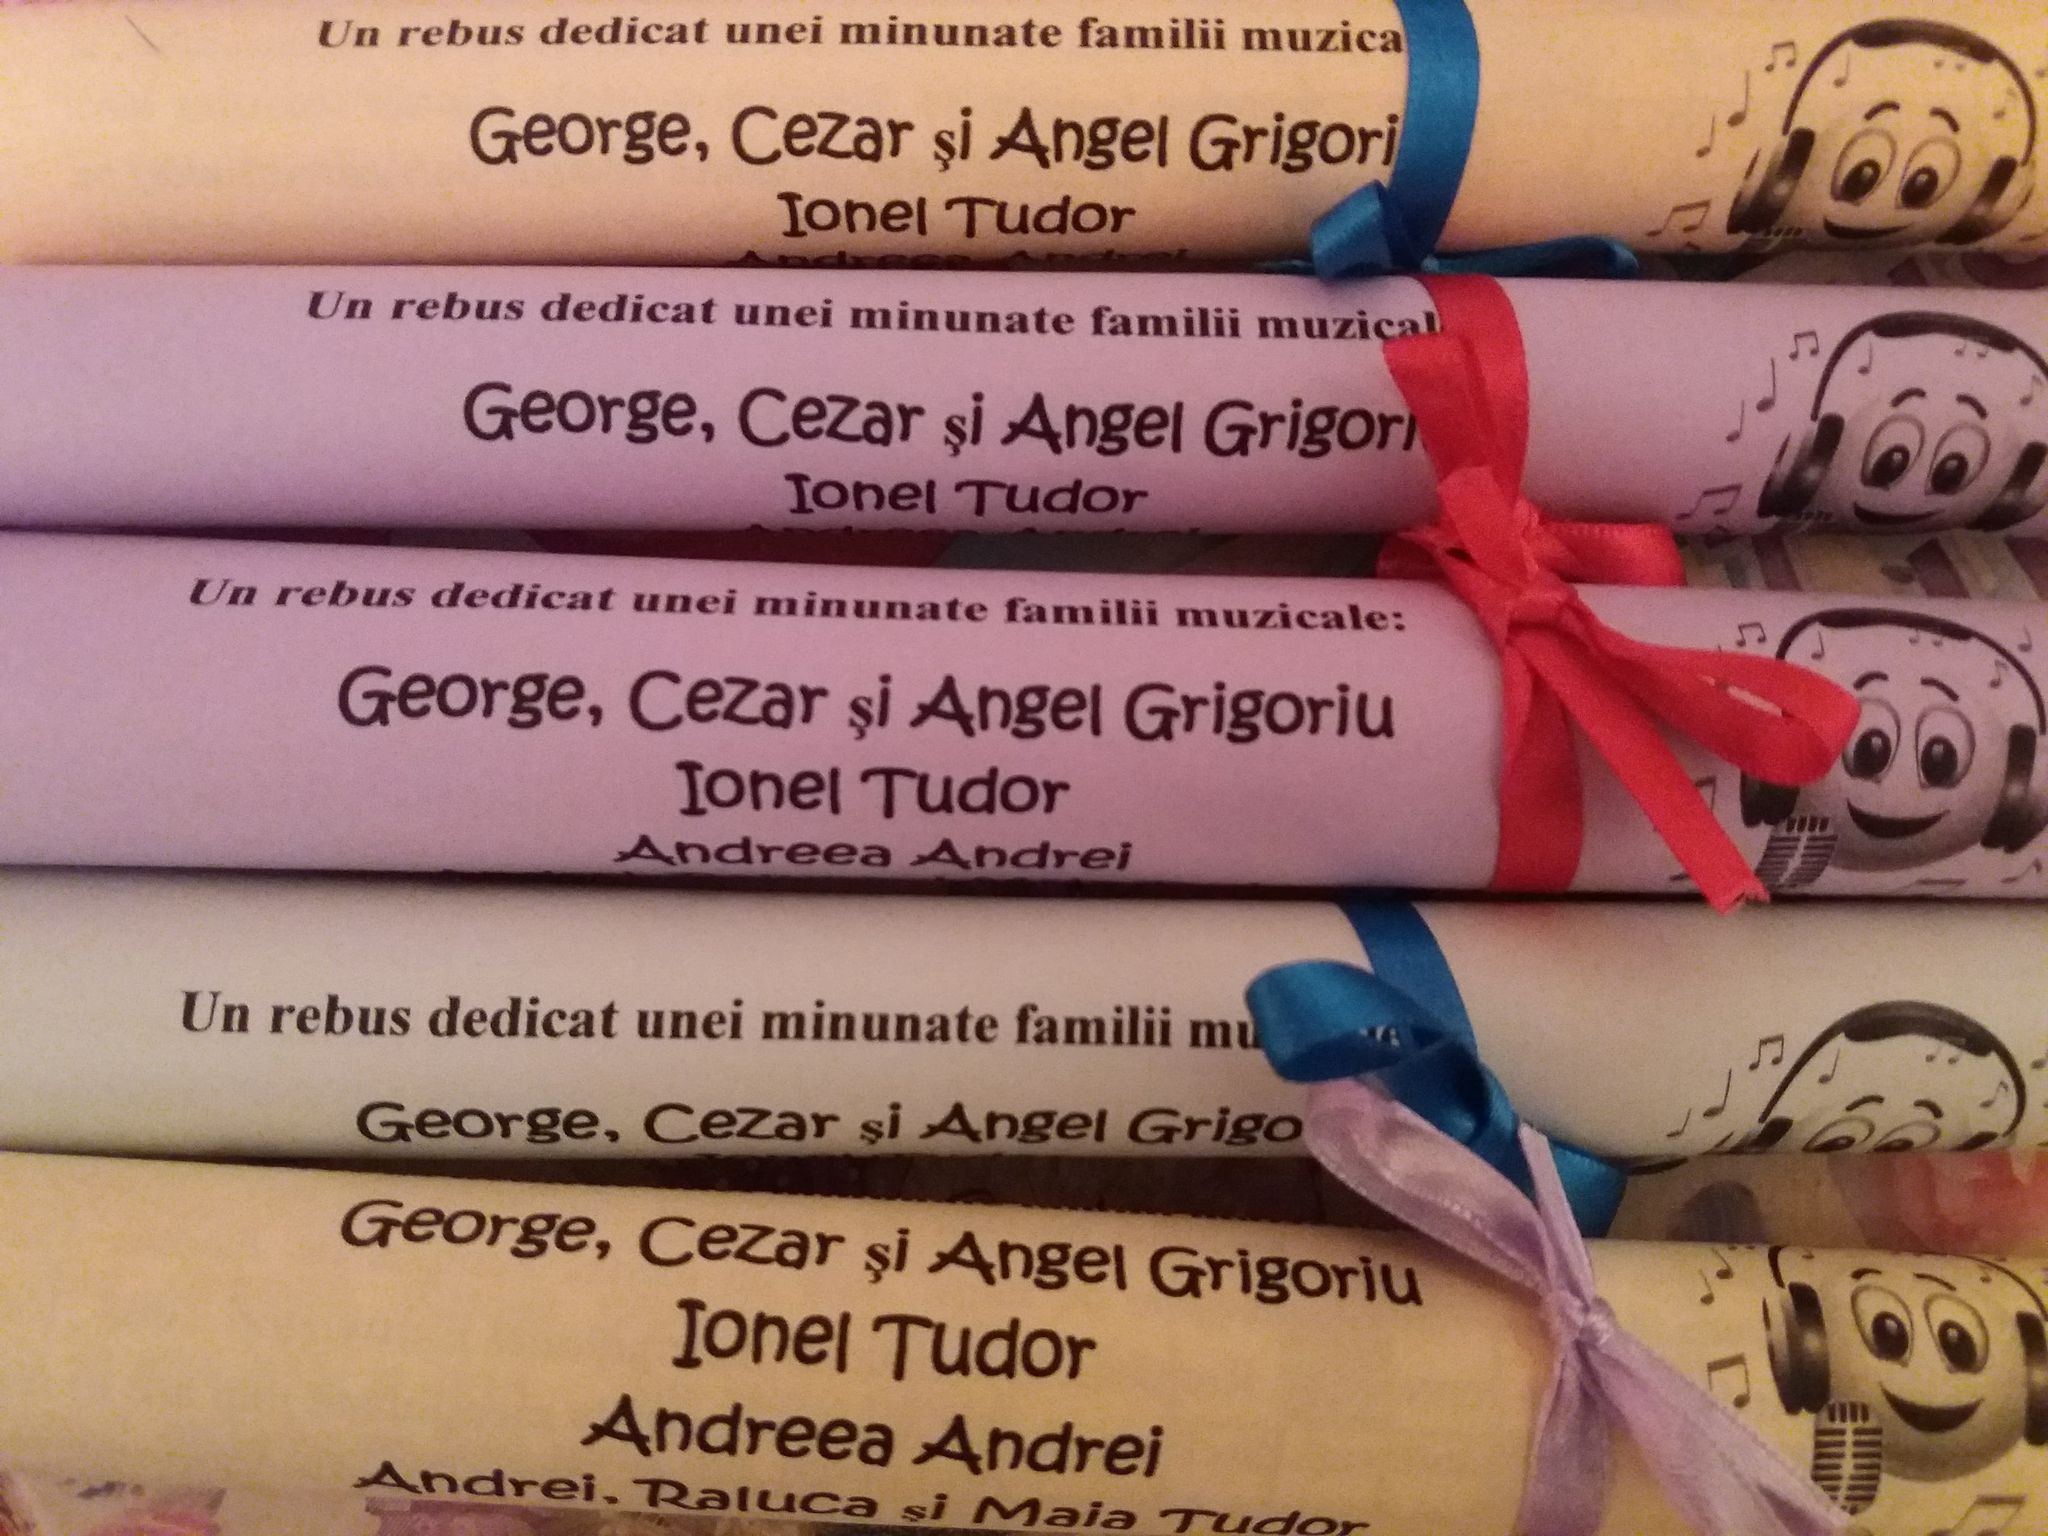 Un rebus dedicat unei minunate familii muzica
George, Cezar şi Angel Grigori
Ionel Tudor
Andreea Andrei
Un rebus dedicat unei minunate familii muzical
George, Cezar şi Angel Grigori
Ionel Tudor
Un rebus dedicat unei minunate familii muzicale:
George, Cezar şi Angel Grigoriu
Ionel Tudor
Andreea Andrei
Un rebus dedicat unei minunate familii mu
George, Cezar şi Angel Grigo
George, Cezar şi Angel Grigoriu
Ionel Tudor
Andreea Andrei
Andrei, Raluca şi Maia Tudor